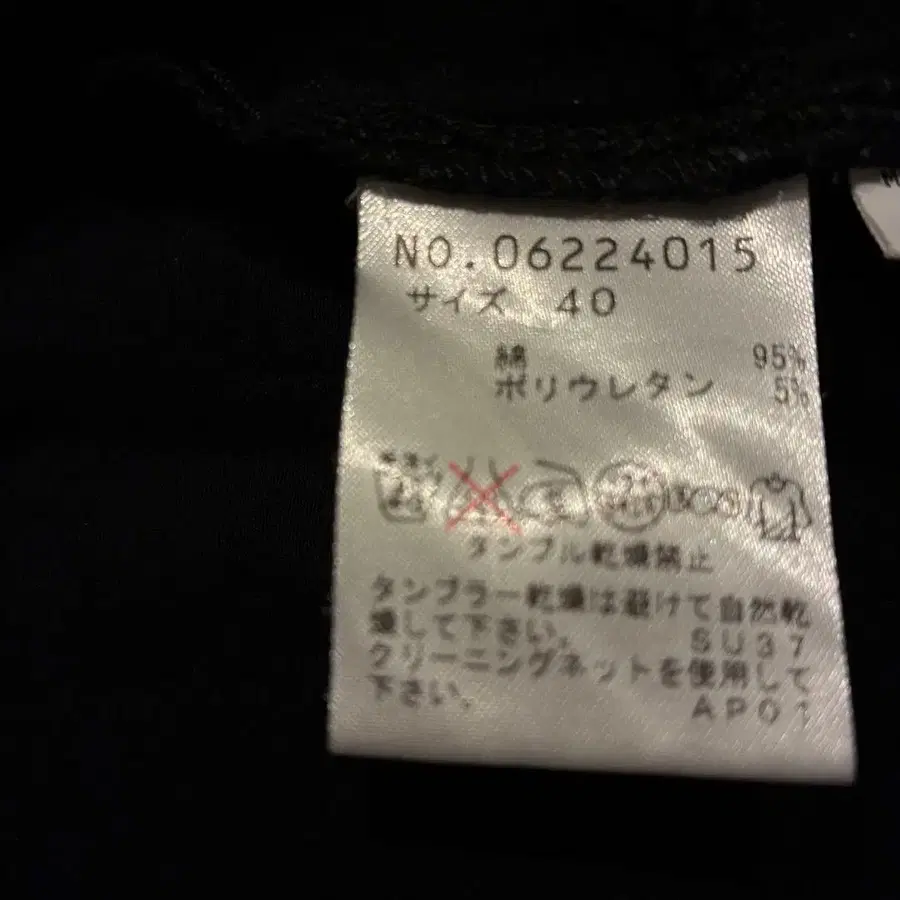 NO.06224015
サイズ 40
綿 95%
ポリウレタン 5%
手洗イ
タンブル乾燥禁止
タンブラー乾燥は避けて自然乾
燥して下さい。 SU37
クリーニングネットを使用して
下さい。 AP01